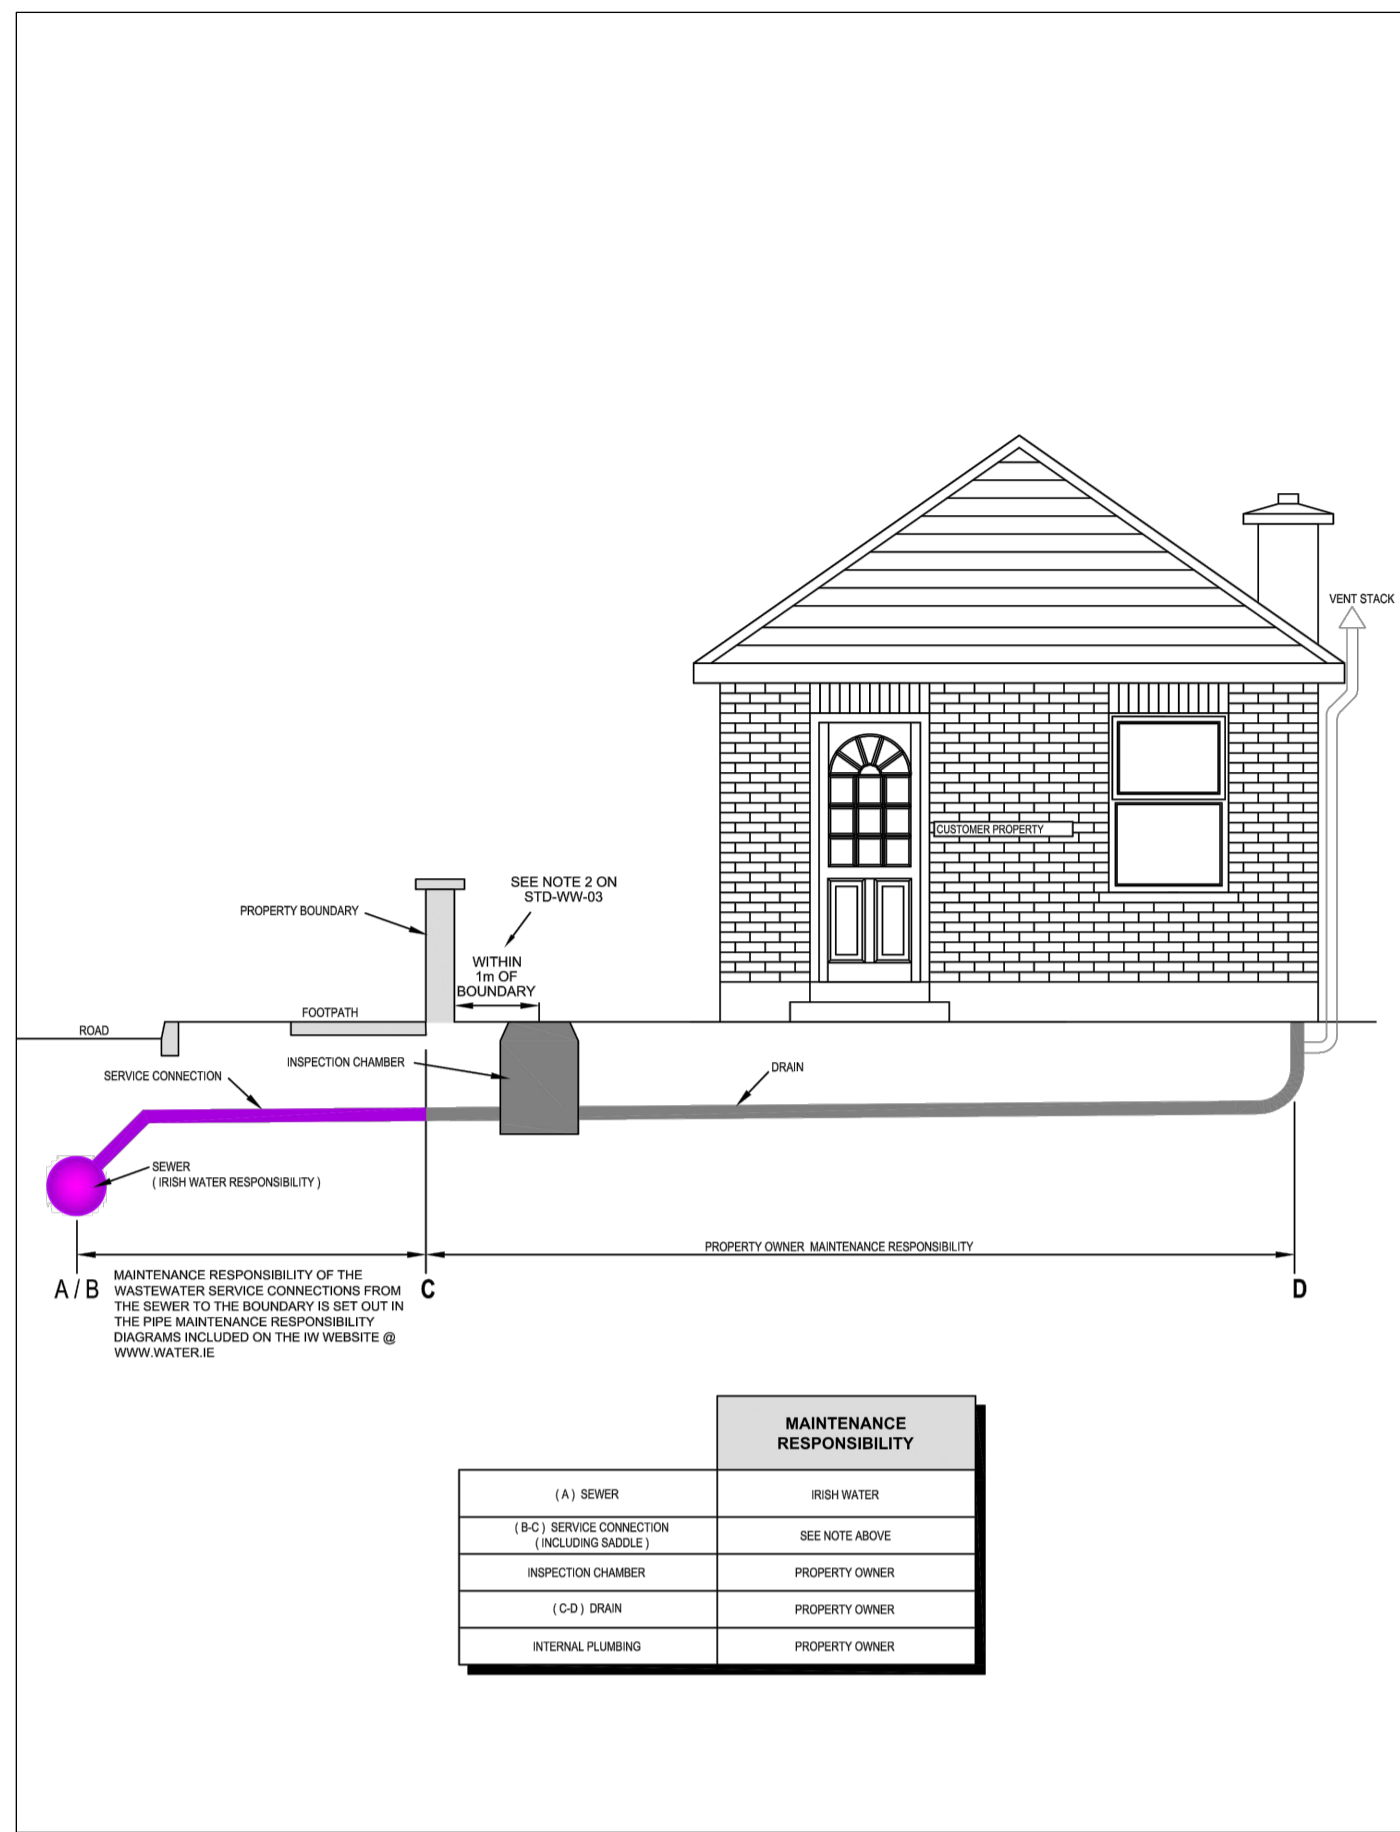 VENT STACK
CUSTOMER PROPERTY
SEE NOTE 2 ON
STD-WW-03
PROPERTY BOUNDARY
WITHIN
1m OF
BOUNDARY
FOOTPATH
ROAD
INSPECTION CHAMBER
SERVICE CONNECTION
DRAIN
SEWER
( IRISH WATER RESPONSIBILITY )
PROPERTY OWNER MAINTENANCE RESPONSIBILITY
A / B
MAINTENANCE RESPONSIBILITY OF THE
WASTEWATER SERVICE CONNECTIONS FROM
THE SEWER TO THE BOUNDARY IS SET OUT IN
THE PIPE MAINTENANCE RESPONSIBILITY
DIAGRAMS INCLUDED ON THE IW WEBSITE @
WWW.WATER.IE
C
D
MAINTENANCE
RESPONSIBILITY
( A ) SEWER
IRISH WATER
( B-C ) SERVICE CONNECTION
( INCLUDING SADDLE )
SEE NOTE ABOVE
INSPECTION CHAMBER
PROPERTY OWNER
( C-D ) DRAIN
PROPERTY OWNER
INTERNAL PLUMBING
PROPERTY OWNER